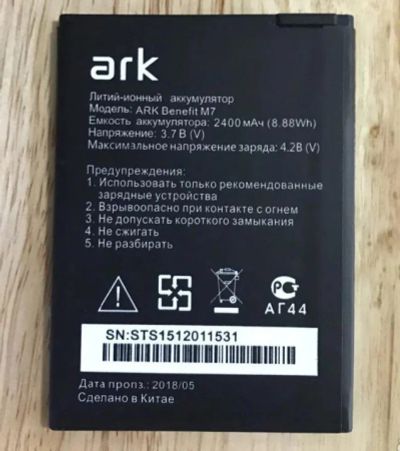 ark
Литий-ионный аккумулятор
Модель: ARK Benefit M7
Емкость аккумулятора: 2400 мАч (8.88Wh)
Напряжение: 3.7 В (V)
Максимальное напряжение заряда: 4.2В (V)
Предупреждения:
1. Используйте только рекомендованные
зарядные устройства
2. Взрывоопасно при контакте с огнем
3. Не допускать короткого замыкания
4. Не сжигать
5. Не разбирать
АГ44
SN:STS1512011531
Дата пропз.: 2018/05
Сделано в Китае